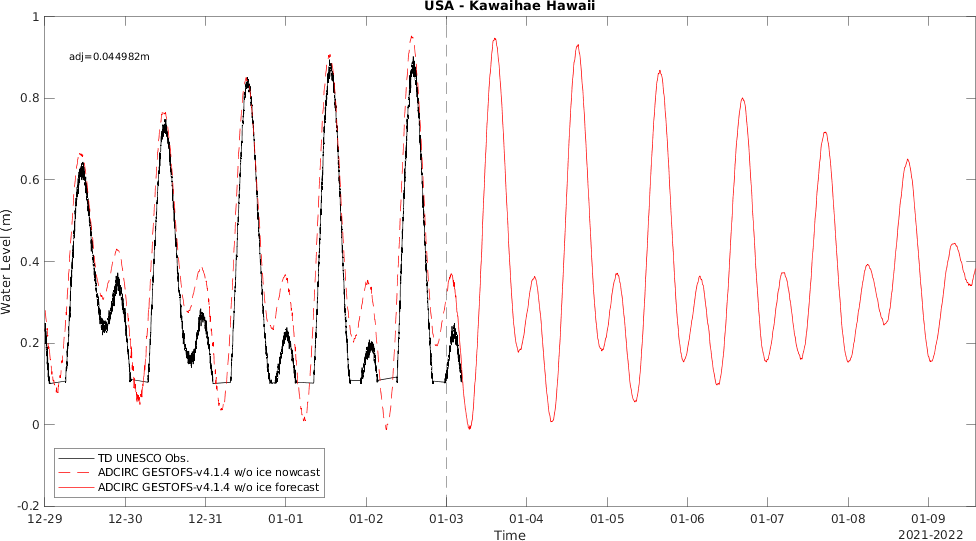 USA - Kawaihae Hawaii
adj=0.044982m
1
0.8
0.6
0.4
0.2
0
-0.2
Water Level (m)
TD UNESCO Obs.
ADCIRC GESTOFS-v4.1.4 w/o ice nowcast
ADCIRC GESTOFS-v4.1.4 w/o ice forecast
12-29 12-30 12-31 01-01 01-02 01-03 01-04 01-05 01-06 01-07 01-08 01-09
Time
2021-2022